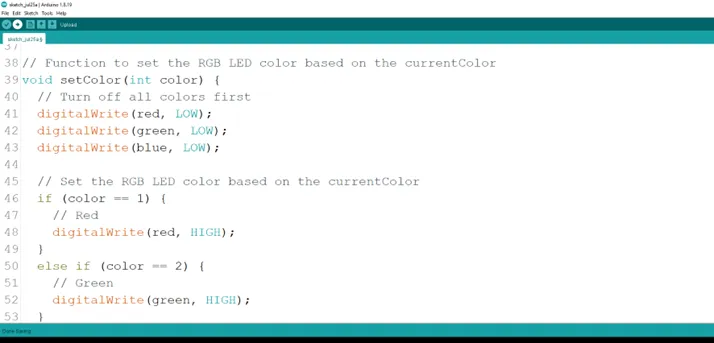 sketch_jul25a | Arduino 1.8.19
File Edit Sketch Tools Help
Upload
sketch_jul25a §
37
38 // Function to set the RGB LED color based on the currentColor
39 void setColor(int color) {
40 // Turn off all colors first
41 digitalWrite(red, LOW);
42 digitalWrite(green, LOW);
43 digitalWrite(blue, LOW);
44
45 // Set the RGB LED color based on the currentColor
46 if (color == 1) {
47 // Red
48 digitalWrite(red, HIGH);
49 }
50 else if (color == 2) {
51 // Green
52 digitalWrite(green, HIGH);
53 }